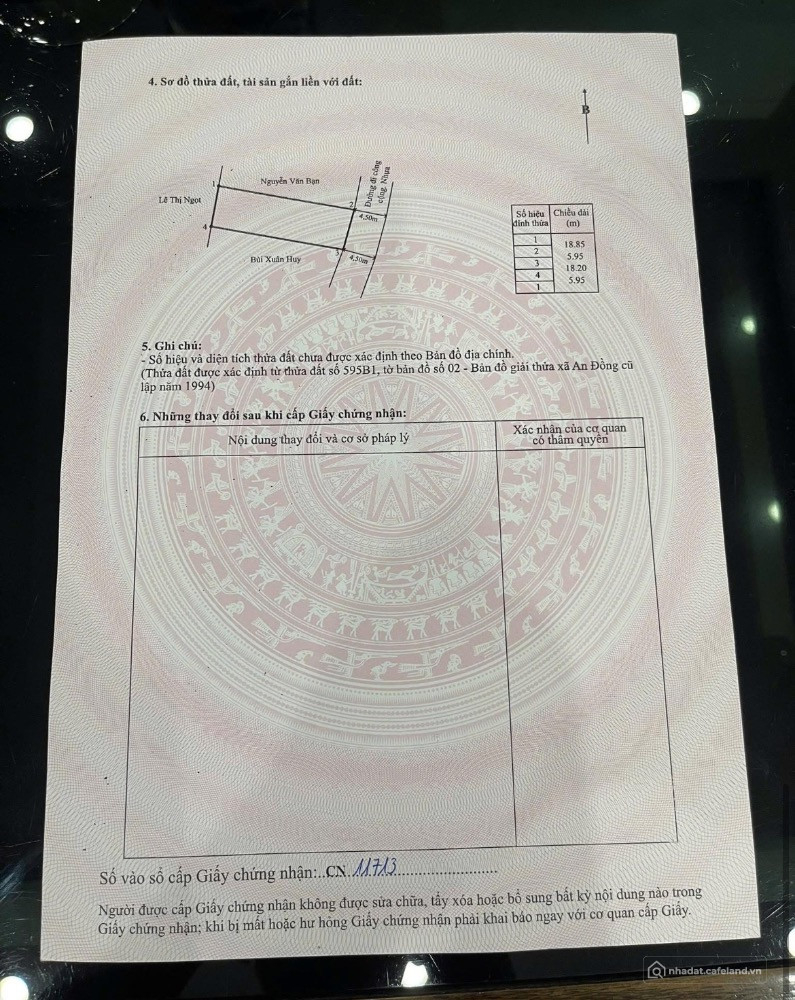 4. Sơ đồ thửa đất, tài sản gắn liền với đất:
B
Nguyễn Văn Bạn
Đường đi công
cộng. Nhựa
Lê Thị Ngọt
1
2
4,50m
4
3
4,50m
Bùi Xuân Huy
Số hiệu đỉnh thửa
Chiều dài (m)
1
18.85
2
5.95
3
18.20
4
5.95
1
5. Ghi chú:
- Số hiệu và diện tích thửa đất chưa được xác định theo Bản đồ địa chính.
(Thửa đất được xác định từ thửa đất số 595B1, tờ bản đồ số 02 - Bản đồ giải thửa xã An Đồng cũ
lập năm 1994)
6. Những thay đổi sau khi cấp Giấy chứng nhận:
Nội dung thay đổi và cơ sở pháp lý
Xác nhận của cơ quan
có thẩm quyền
Số vào sổ cấp Giấy chứng nhận:..CN.11713..........................
Người được cấp Giấy chứng nhận không được sửa chữa, tẩy xóa hoặc bổ sung bất kỳ nội dung nào trong
Giấy chứng nhận; khi bị mất hoặc hư hỏng Giấy chứng nhận phải khai báo ngay với cơ quan cấp Giấy.
nhadat.cafeland.vn